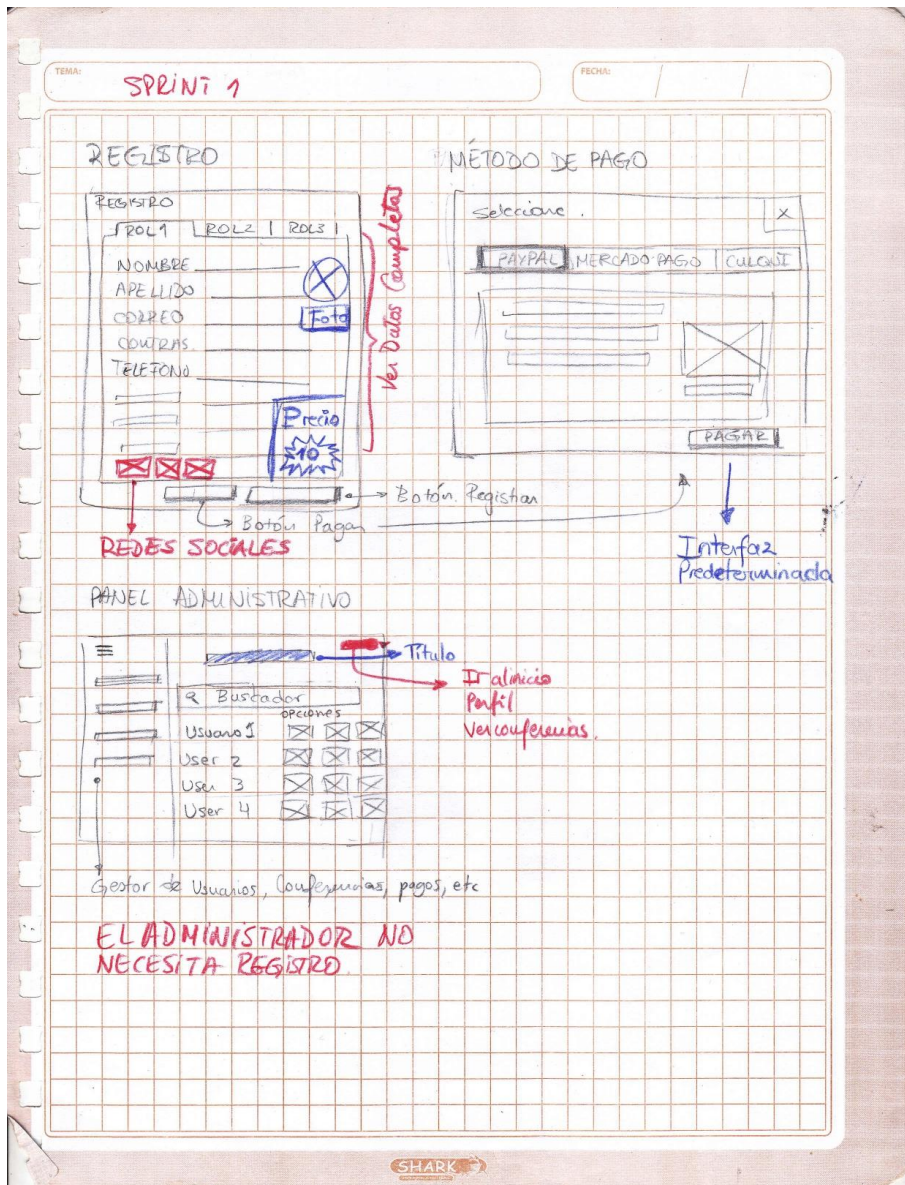 TEMA:
SPRINT 1
FECHA:
REGISTRO
REGISTRO
ROL1 ROL2 ROL3
NOMBRE
APELLIDO
CORREO
CONTRAS.
TELÉFONO
Foto
Precio
10
Ver Datos Completos
Botón Registrar
Botón Pagar
REDES SOCIALES
MÉTODO DE PAGO
Seleccione.
X
PAYPAL MERCADO PAGO CULQUI
PAGAR
Interfaz
Predeterminada
PANEL ADMINISTRATIVO
Título
Buscador
opciones
Usuario 1
User 2
User 3
User 4
Ir al inicio
Perfil
Ver conferencias.
Gestor de Usuarios, Conferencias, pagos, etc
EL ADMINISTRADOR NO
NECESITA REGISTRO.
SHARK